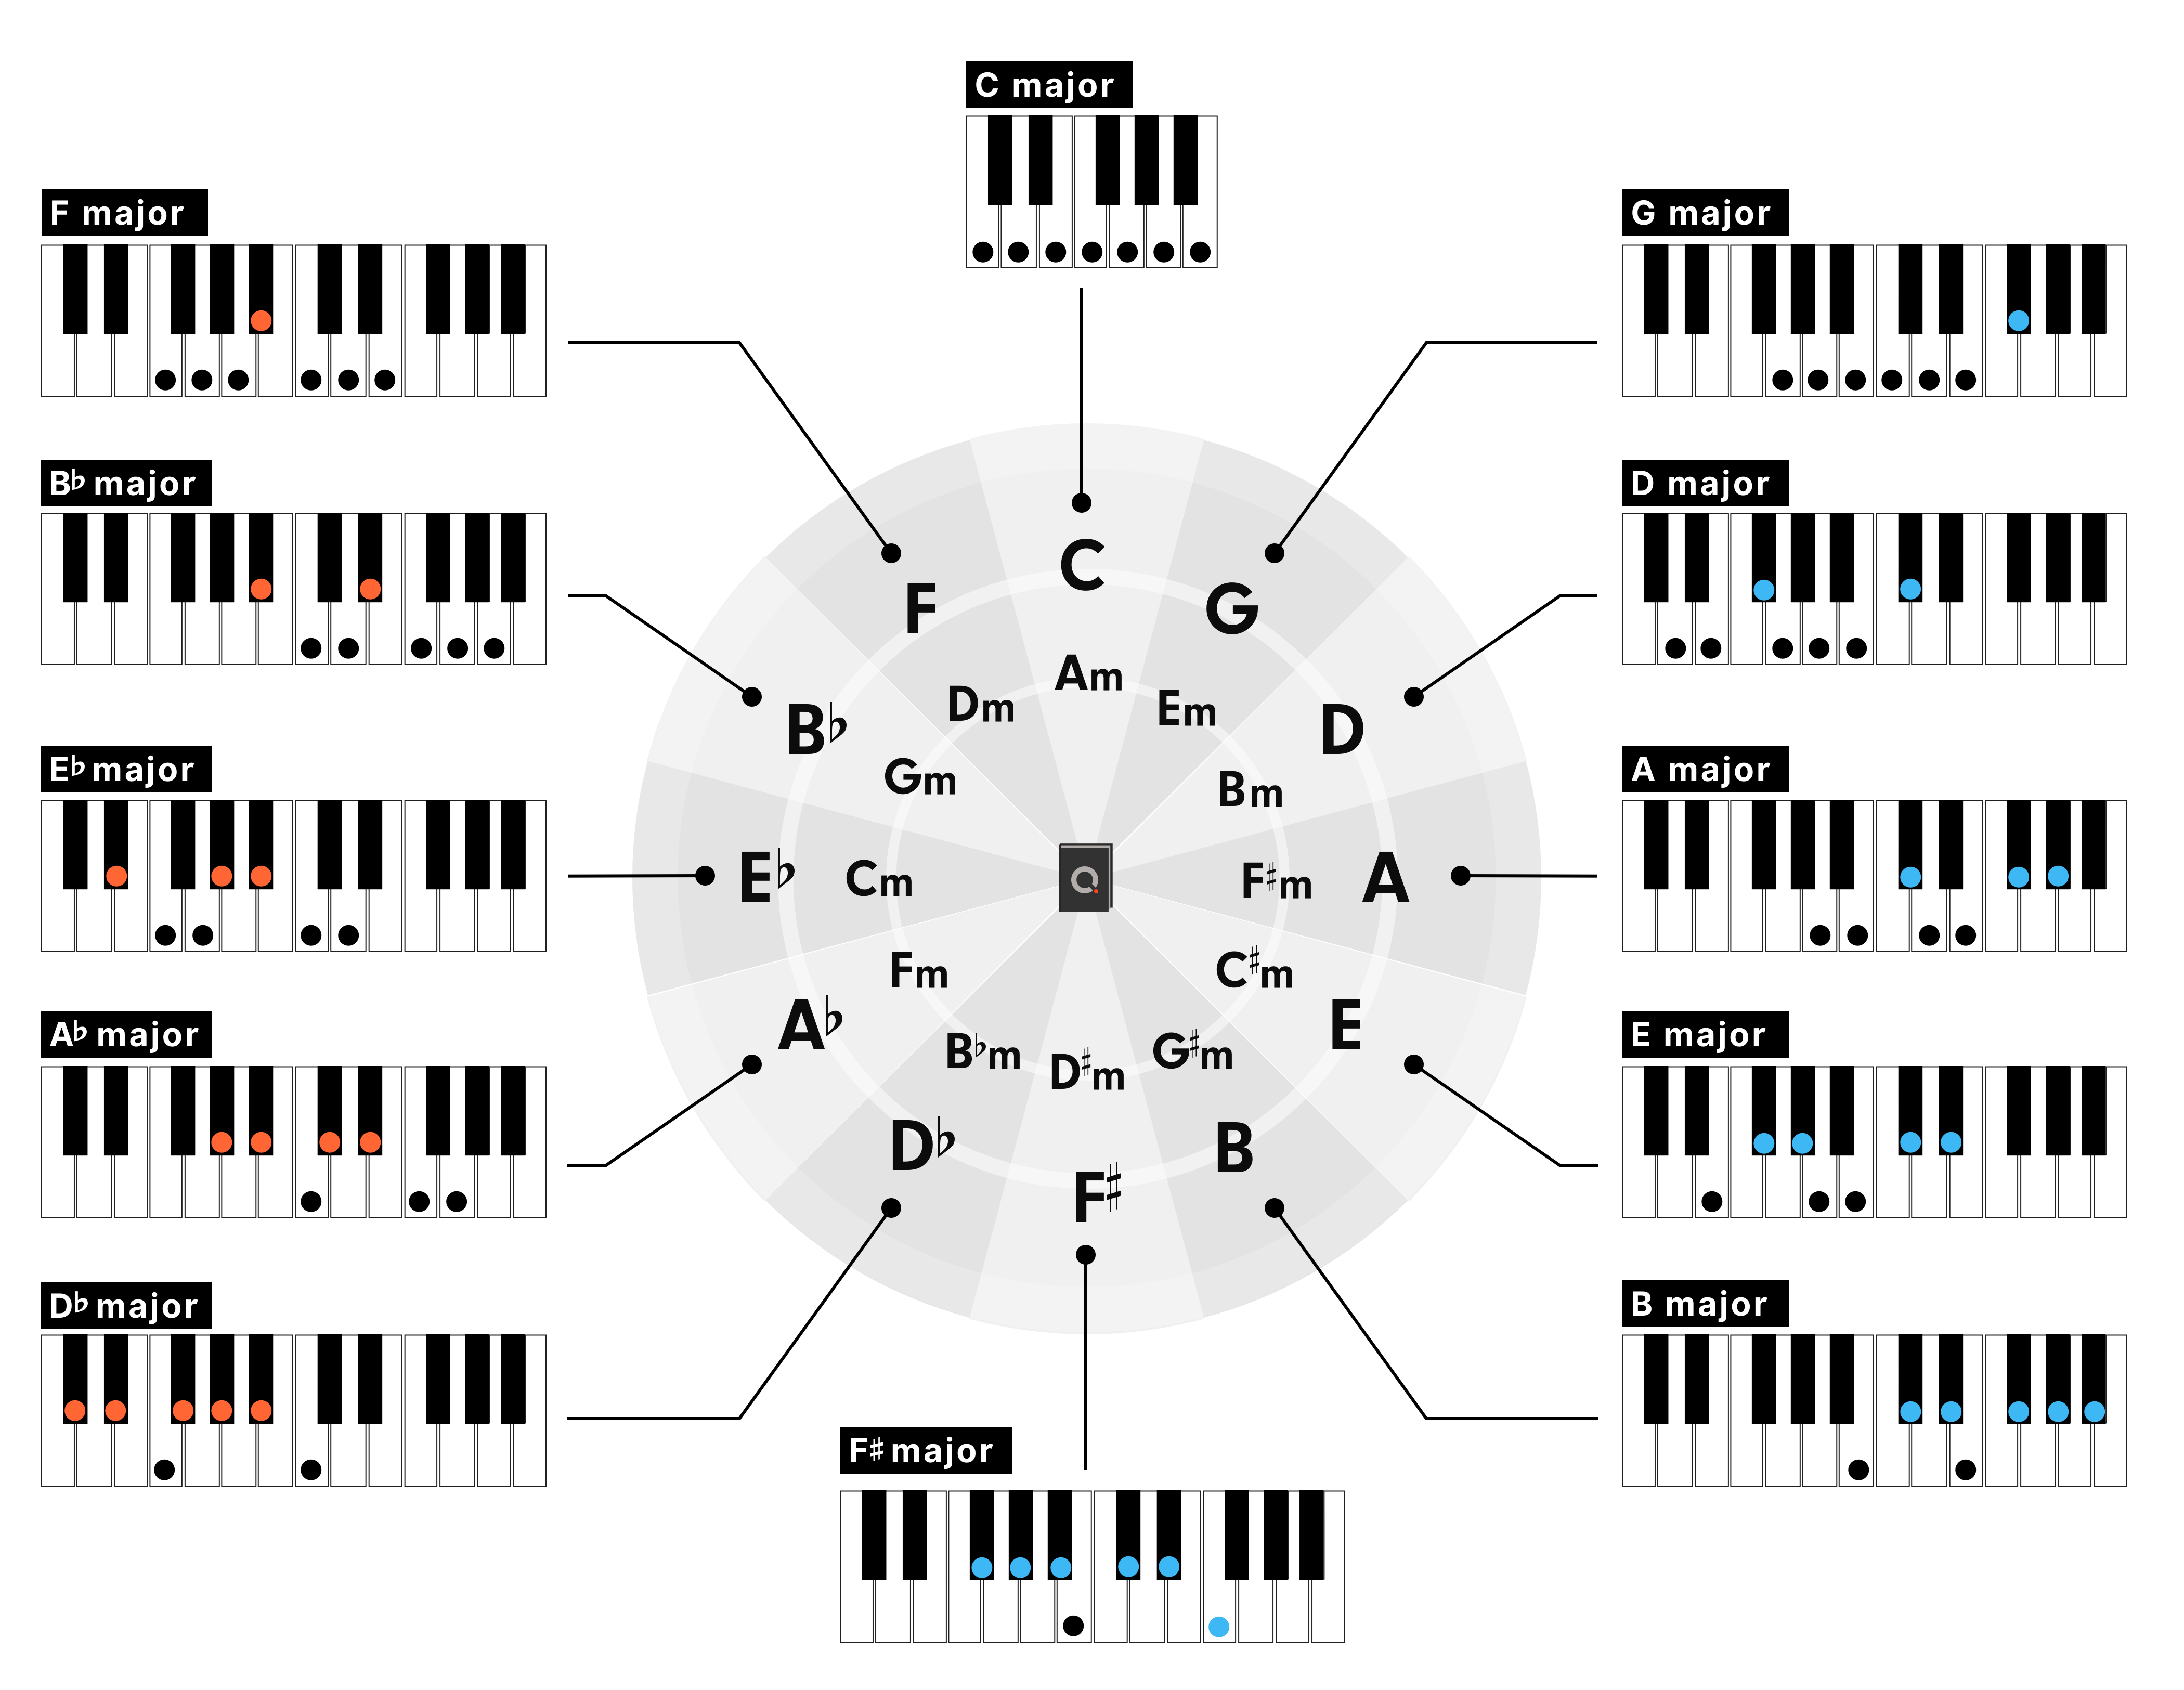 C major
F major
G major
B♭ major
D major
E♭ major
A major
A♭ major
E major
D♭ major
B major
F♯ major
C
F
G
B♭
D
E♭
A
A♭
E
D♭
B
F♯
Am
Dm
Em
Gm
Bm
Cm
F♯m
Fm
C♯m
B♭m
G♯m
D♯m